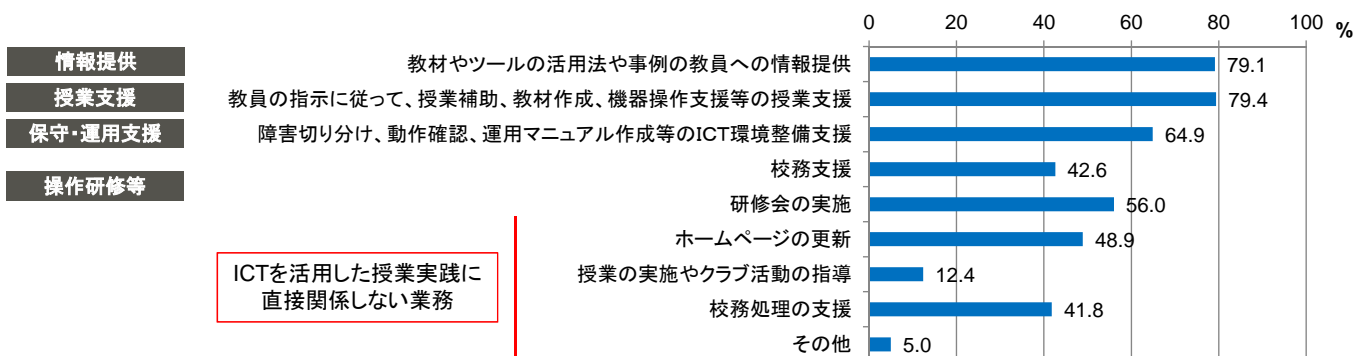 0 20 40 60 80 100 %
情報提供 教材やツールの活用法や事例の教員への情報提供 79.1
授業支援 教員の指示に従って、授業補助、教材作成、機器操作支援等の授業支援 79.4
保守・運用支援 障害切り分け、動作確認、運用マニュアル作成等のICT環境整備支援 64.9
校務支援 42.6
操作研修等
研修会の実施 56.0
ホームページの更新 48.9
ICTを活用した授業実践に
直接関係しない業務
授業の実施やクラブ活動の指導 12.4
校務処理の支援 41.8
その他 5.0